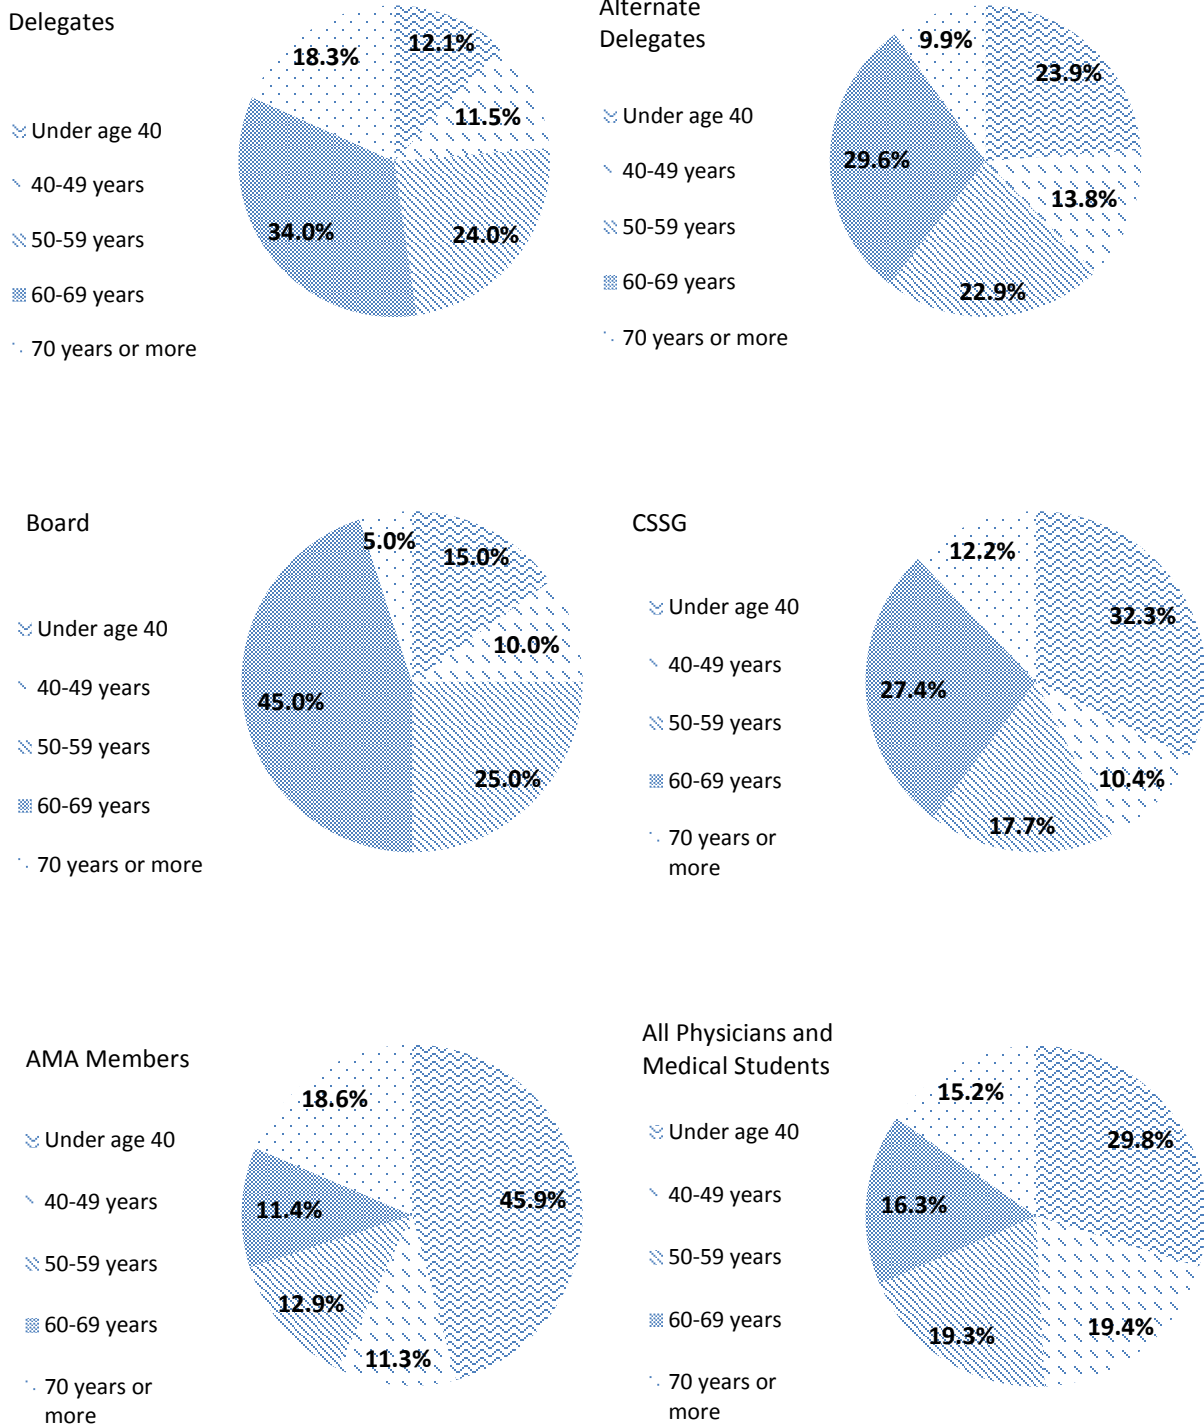 Delegates
Under age 40
40-49 years
50-59 years
60-69 years
70 years or more
12.1%
11.5%
24.0%
34.0%
18.3%
Alternate
Delegates
Under age 40
40-49 years
50-59 years
60-69 years
70 years or more
23.9%
13.8%
22.9%
29.6%
9.9%
Board
Under age 40
40-49 years
50-59 years
60-69 years
70 years or more
15.0%
10.0%
25.0%
45.0%
5.0%
CSSG
Under age 40
40-49 years
50-59 years
60-69 years
70 years or
more
32.3%
10.4%
17.7%
27.4%
12.2%
AMA Members
Under age 40
40-49 years
50-59 years
60-69 years
70 years or
more
45.9%
11.3%
12.9%
11.4%
18.6%
All Physicians and
Medical Students
Under age 40
40-49 years
50-59 years
60-69 years
70 years or
more
29.8%
19.4%
19.3%
16.3%
15.2%